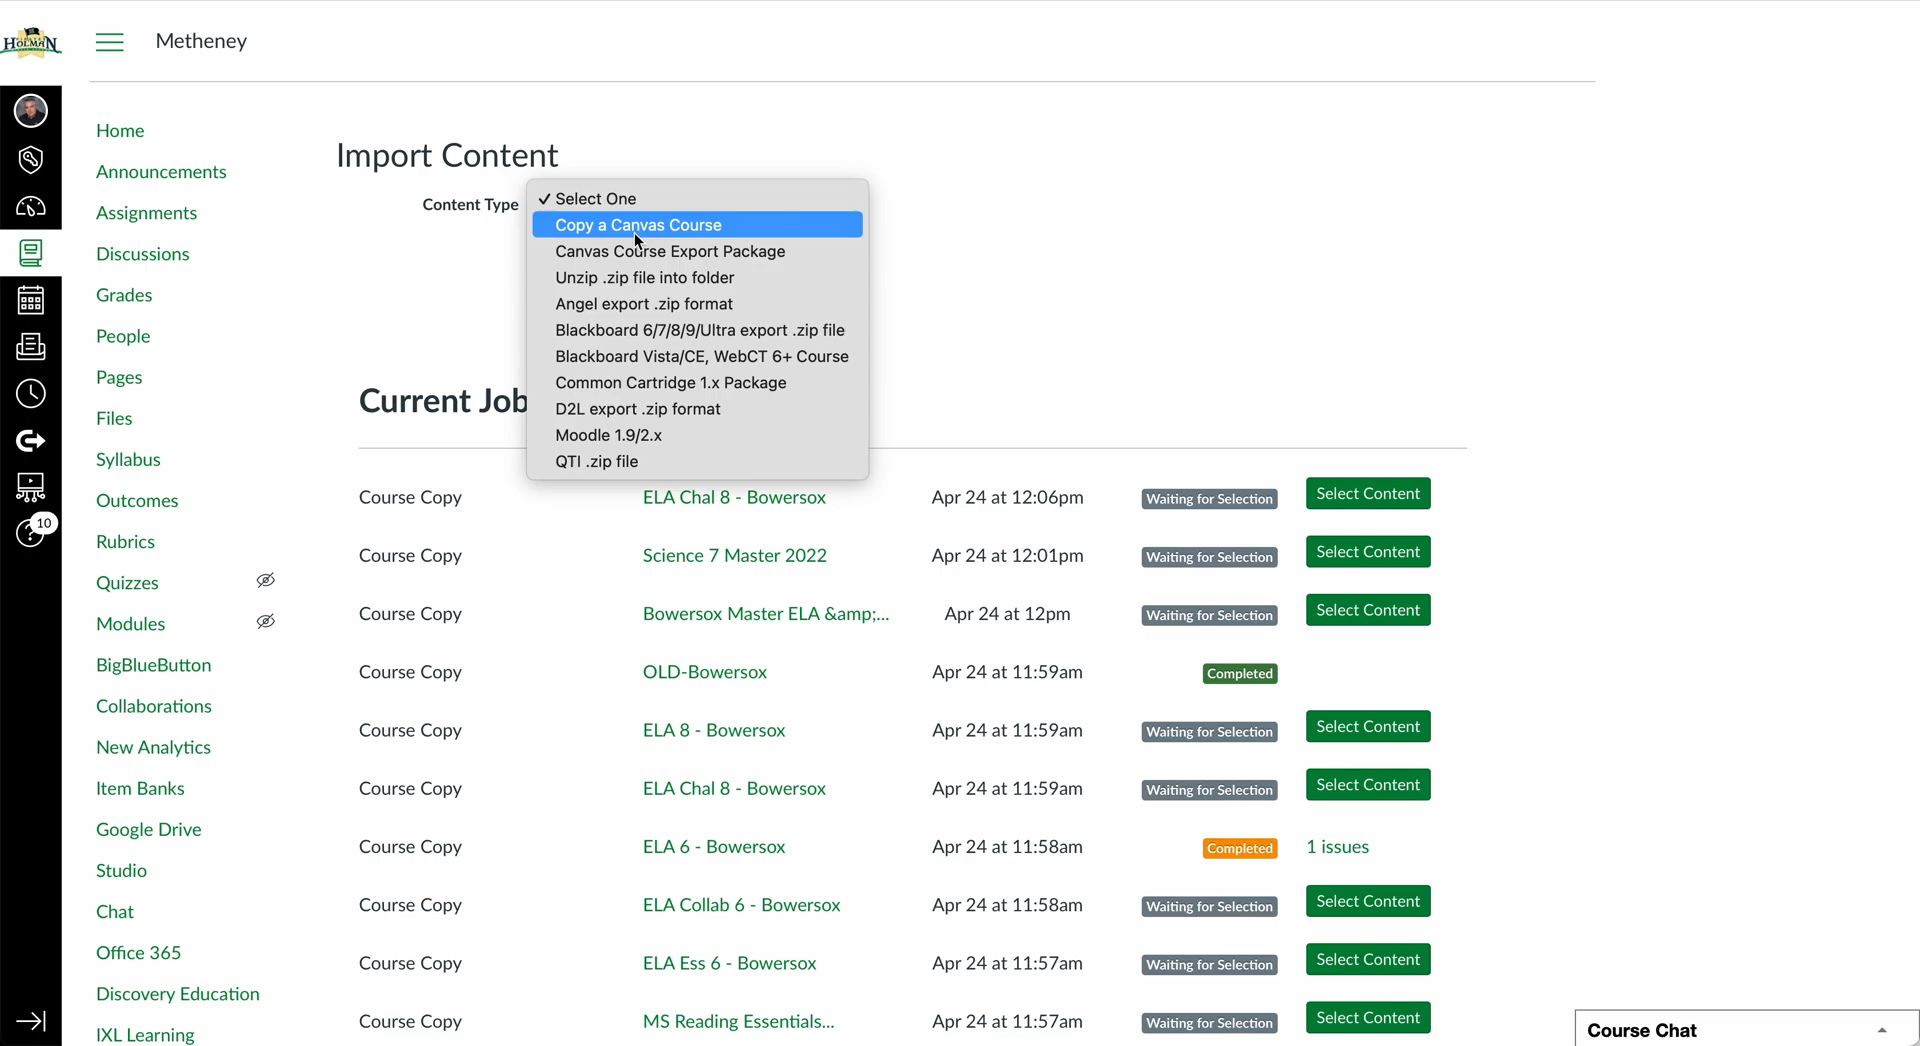 HOLMAN
Metheney
10
Home
Announcements
Assignments
Discussions
Grades
People
Pages
Files
Syllabus
Outcomes
Rubrics
Quizzes
Modules
BigBlueButton
Collaborations
New Analytics
Item Banks
Google Drive
Studio
Chat
Office 365
Discovery Education
IXL Learning
Import Content
Content Type
✓ Select One
Copy a Canvas Course
Canvas Course Export Package
Unzip .zip file into folder
Angel export .zip format
Blackboard 6/7/8/9/Ultra export .zip file
Blackboard Vista/CE, WebCT 6+ Course
Common Cartridge 1.x Package
D2L export .zip format
Moodle 1.9/2.x
QTI .zip file
Current Job
Course Copy ELA Chal 8 - Bowersox Apr 24 at 12:06pm Waiting for Selection Select Content
Course Copy Science 7 Master 2022 Apr 24 at 12:01pm Waiting for Selection Select Content
Course Copy Bowersox Master ELA &amp;... Apr 24 at 12pm Waiting for Selection Select Content
Course Copy OLD-Bowersox Apr 24 at 11:59am Completed
Course Copy ELA 8 - Bowersox Apr 24 at 11:59am Waiting for Selection Select Content
Course Copy ELA Chal 8 - Bowersox Apr 24 at 11:59am Waiting for Selection Select Content
Course Copy ELA 6 - Bowersox Apr 24 at 11:58am Completed 1 issues
Course Copy ELA Collab 6 - Bowersox Apr 24 at 11:58am Waiting for Selection Select Content
Course Copy ELA Ess 6 - Bowersox Apr 24 at 11:57am Waiting for Selection Select Content
Course Copy MS Reading Essentials... Apr 24 at 11:57am Waiting for Selection Select Content
Course Chat